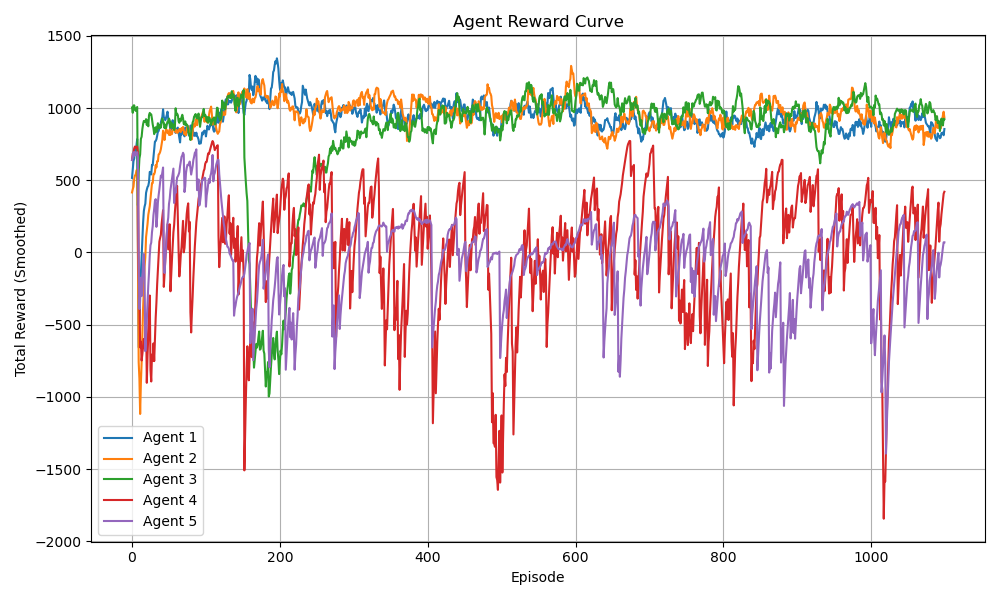 Agent Reward Curve
Total Reward (Smoothed)
1500
1000
500
0
−500
−1000
−1500
−2000
Agent 1
Agent 2
Agent 3
Agent 4
Agent 5
0
200
400
600
800
1000
Episode